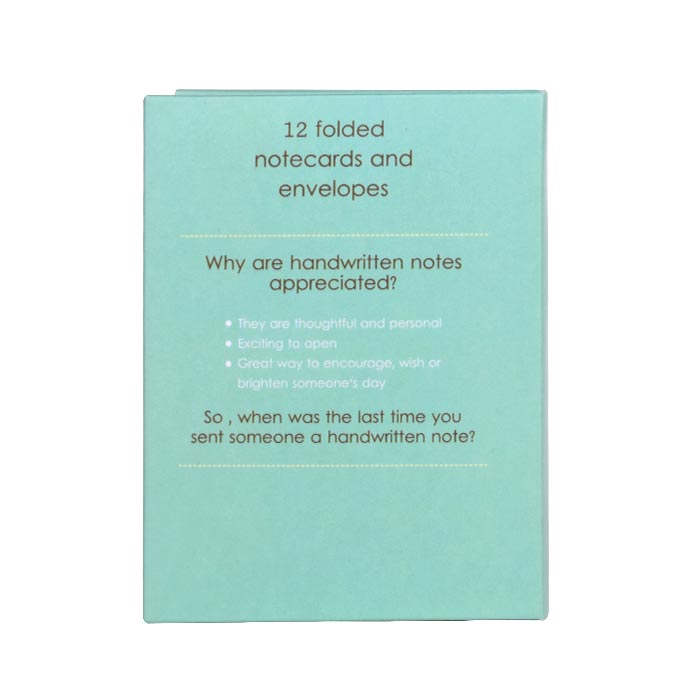 12 folded
notecards and
envelopes
Why are handwritten notes
appreciated?
• They are thoughtful and personal
• Exciting to open
• Great way to encourage, wish or
brighten someone's day
So , when was the last time you
sent someone a handwritten note?